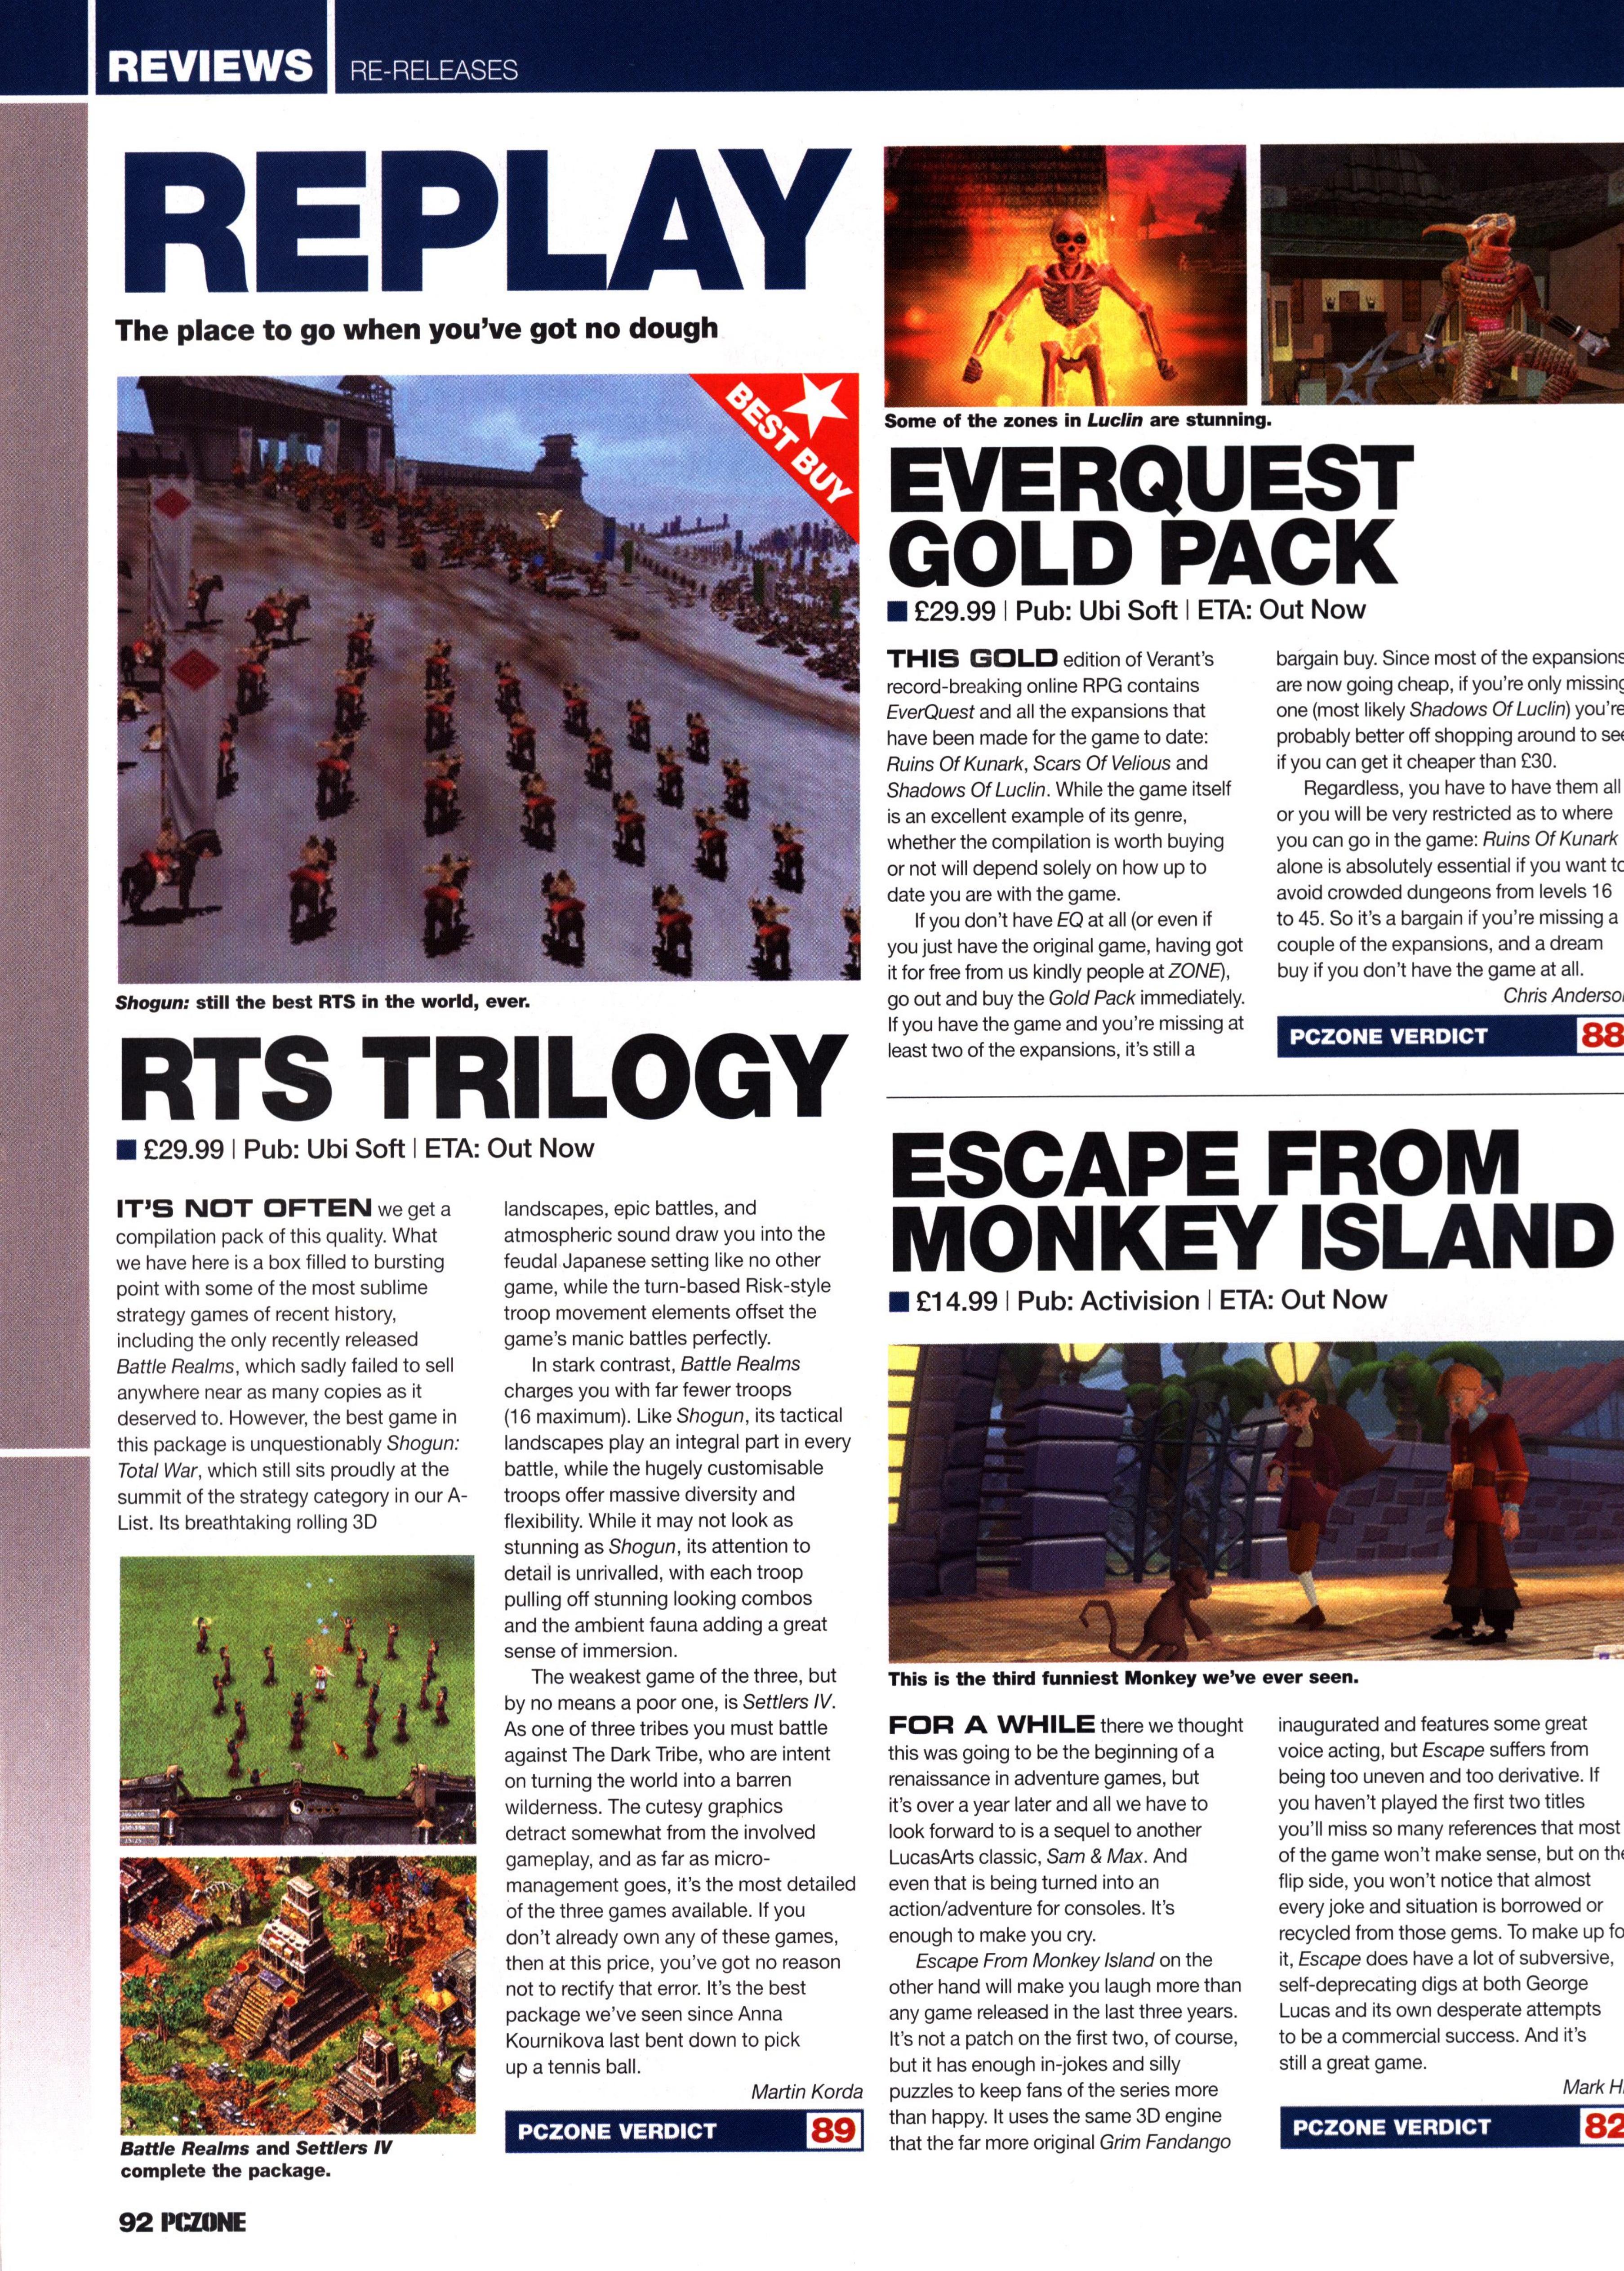 REVIEWS
RE-RELEASES
REPLAY
The place to go when you've got no dough
BEST BUY
Shogun: still the best RTS in the world, ever.
RTS TRILOGY
£29.99 | Pub: Ubi Soft | ETA: Out Now
IT'S NOT OFTEN we get a
compilation pack of this quality. What
we have here is a box filled to bursting
point with some of the most sublime
strategy games of recent history,
including the only recently released
Battle Realms, which sadly failed to sell
anywhere near as many copies as it
deserved to. However, the best game in
this package is unquestionably Shogun:
Total War, which still sits proudly at the
summit of the strategy category in our A-
List. Its breathtaking rolling 3D
Battle Realms and Settlers IV
complete the package.
landscapes, epic battles, and
atmospheric sound draw you into the
feudal Japanese setting like no other
game, while the turn-based Risk-style
troop movement elements offset the
game's manic battles perfectly.
In stark contrast, Battle Realms
charges you with far fewer troops
(16 maximum). Like Shogun, its tactical
landscapes play an integral part in every
battle, while the hugely customisable
troops offer massive diversity and
flexibility. While it may not look as
stunning as Shogun, its attention to
detail is unrivalled, with each troop
pulling off stunning looking combos
and the ambient fauna adding a great
sense of immersion.
The weakest game of the three, but
by no means a poor one, is Settlers IV.
As one of three tribes you must battle
against The Dark Tribe, who are intent
on turning the world into a barren
wilderness. The cutesy graphics
detract somewhat from the involved
gameplay, and as far as micro-
management goes, it's the most detailed
of the three games available. If you
don't already own any of these games,
then at this price, you've got no reason
not to rectify that error. It's the best
package we've seen since Anna
Kournikova last bent down to pick
up a tennis ball.
Martin Korda
PCZONE VERDICT 89
Some of the zones in Luclin are stunning.
EVERQUEST
GOLD PACK
£29.99 | Pub: Ubi Soft | ETA: Out Now
THIS GOLD edition of Verant's
record-breaking online RPG contains
EverQuest and all the expansions that
have been made for the game to date:
Ruins Of Kunark, Scars Of Velious and
Shadows Of Luclin. While the game itself
is an excellent example of its genre,
whether the compilation is worth buying
or not will depend solely on how up to
date you are with the game.
If you don't have EQ at all (or even if
you just have the original game, having got
it for free from us kindly people at ZONE),
go out and buy the Gold Pack immediately.
If you have the game and you're missing at
least two of the expansions, it's still a
bargain buy. Since most of the expansions
are now going cheap, if you're only missing
one (most likely Shadows Of Luclin) you're
probably better off shopping around to see
if you can get it cheaper than £30.
Regardless, you have to have them all
or you will be very restricted as to where
you can go in the game: Ruins Of Kunark
alone is absolutely essential if you want to
avoid crowded dungeons from levels 16
to 45. So it's a bargain if you're missing a
couple of the expansions, and a dream
buy if you don't have the game at all.
Chris Anderson
PCZONE VERDICT 88
ESCAPE FROM
MONKEY ISLAND
£14.99 | Pub: Activision | ETA: Out Now
This is the third funniest Monkey we've ever seen.
FOR A WHILE there we thought
this was going to be the beginning of a
renaissance in adventure games, but
it's over a year later and all we have to
look forward to is a sequel to another
LucasArts classic, Sam & Max. And
even that is being turned into an
action/adventure for consoles. It's
enough to make you cry.
Escape From Monkey Island on the
other hand will make you laugh more than
any game released in the last three years.
It's not a patch on the first two, of course,
but it has enough in-jokes and silly
puzzles to keep fans of the series more
than happy. It uses the same 3D engine
that the far more original Grim Fandango
inaugurated and features some great
voice acting, but Escape suffers from
being too uneven and too derivative. If
you haven't played the first two titles
you'll miss so many references that most
of the game won't make sense, but on the
flip side, you won't notice that almost
every joke and situation is borrowed or
recycled from those gems. To make up fo
it, Escape does have a lot of subversive,
self-deprecating digs at both George
Lucas and its own desperate attempts
to be a commercial success. And it's
still a great game.
Mark H
PCZONE VERDICT 82
92 PCZONE